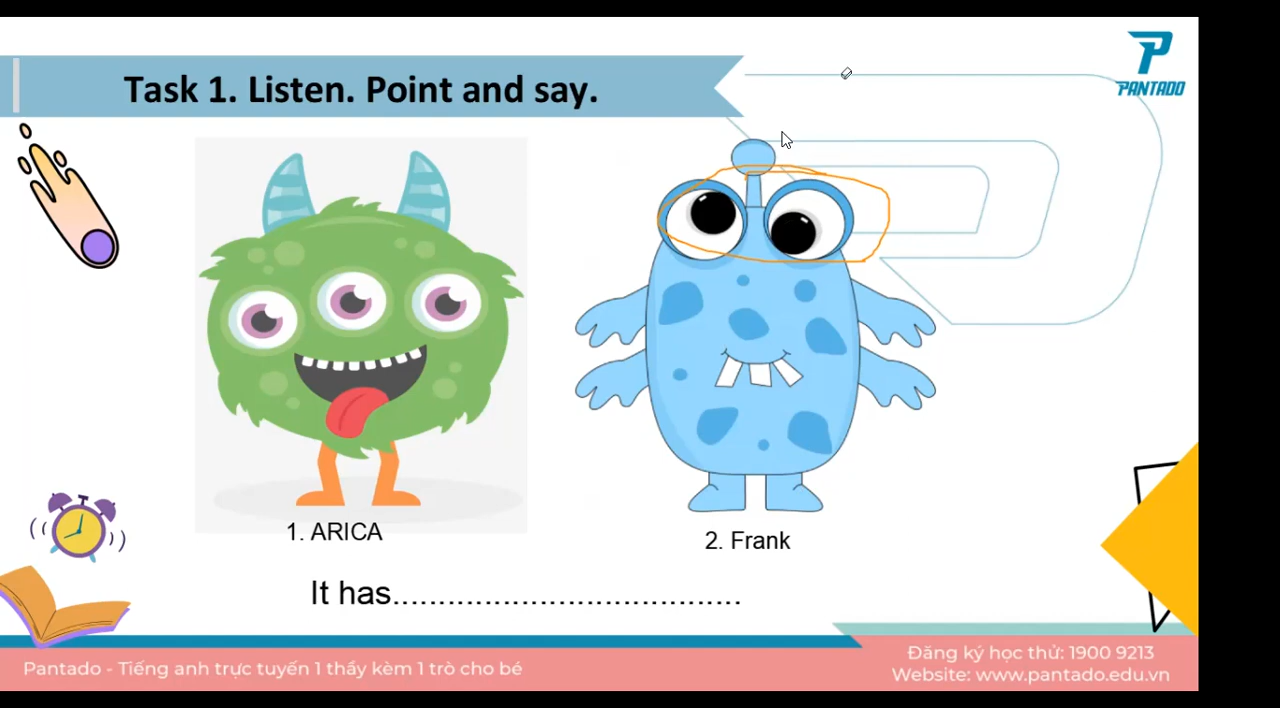 PANTADO
Task 1. Listen. Point and say.
1. ARICA
2. Frank
It has......................................
Pantado - Tiếng anh trực tuyến 1 thầy kèm 1 trò cho bé
Đăng ký học thử: 1900 9213
Website: www.pantado.edu.vn